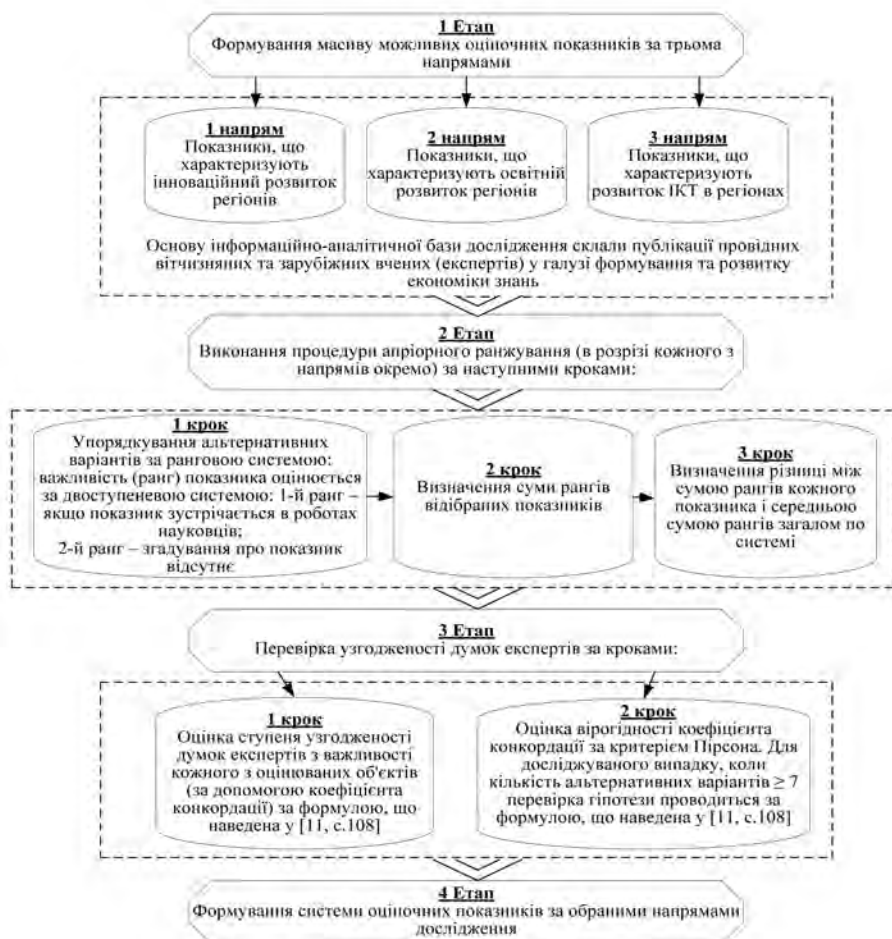 1 Етап
Формування масиву можливих оціночних показників за трьома
напрямами
1 напрям
Показники, що
характеризують
інноваційний розвиток
регіонів
2 напрям
Показники, що
характеризують освітній
розвиток регіонів
3 напрям
Показники, що
характеризують
розвиток ІКТ в регіонах
Основу інформаційно-аналітичної бази дослідження склали публікації провідних
вітчизняних та зарубіжних вчених (експертів) у галузі формування та розвитку
економіки знань
2 Етап
Виконання процедури апріорного ранжування (в розрізі кожного з
напрямів окремо) за наступними кроками:
1 крок
Упорядкування альтернативних
варіантів за ранговою системою:
важливість (ранг) показника оцінюється
за двоступеневою системою: 1-й ранг –
якщо показник зустрічається в роботах
науковців;
2-й ранг – згадування про показник
відсутнє
2 крок
Визначення суми рангів
відібраних показників
3 крок
Визначення різниці між
сумою рангів кожного
показника і середньою
сумою рангів загалом по
системі
3 Етап
Перевірка узгодженості думок експертів за кроками:
1 крок
Оцінка ступеня узгодженості
думок експертів з важливості
кожного з оцінюваних об'єктів
(за допомогою коефіцієнта
конкордації) за формулою, що
наведена у [11, с.108]
2 крок
Оцінка вірогідності коефіцієнта
конкордації за критерієм Пірсона. Для
досліджуваного випадку, коли
кількість альтернативних варіантів ≥ 7
перевірка гіпотези проводиться за
формулою, що наведена у [11, с.108]
4 Етап
Формування системи оціночних показників за обраними напрямами
дослідження